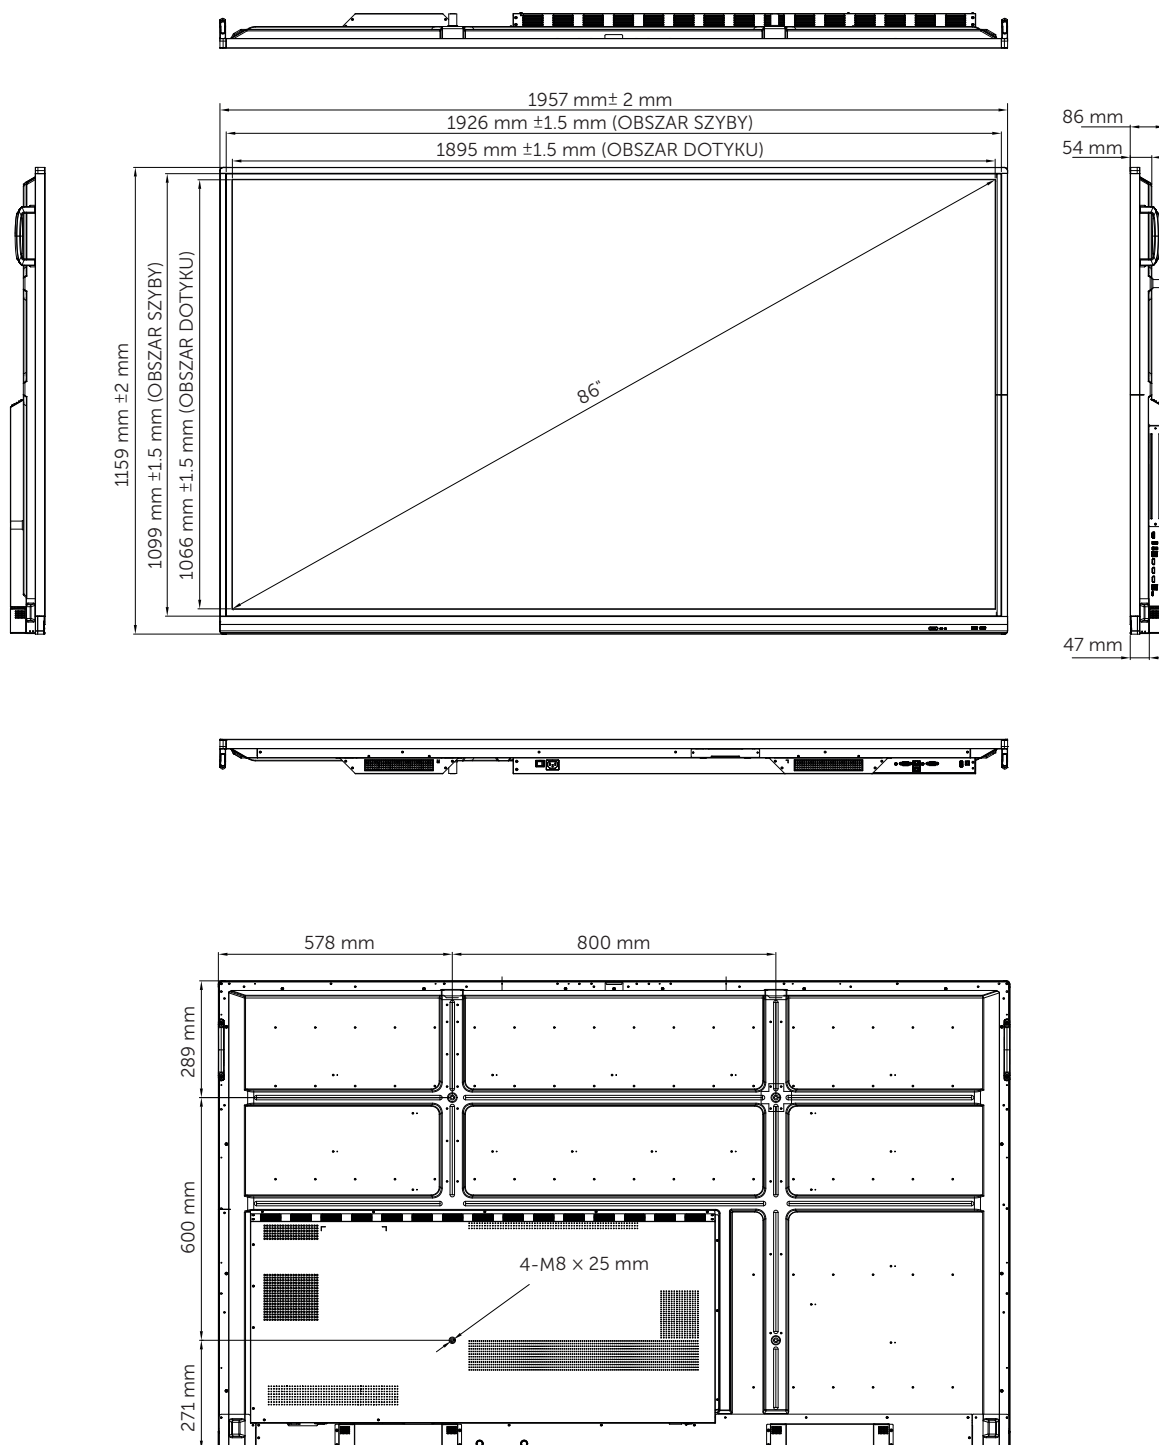 1957 mm± 2 mm
1926 mm ±1.5 mm (OBSZAR SZYBY)
1895 mm ±1.5 mm (OBSZAR DOTYKU)
86 mm
54 mm
1159 mm ±2 mm
1099 mm ±1.5 mm (OBSZAR SZYBY)
1066 mm ±1.5 mm (OBSZAR DOTYKU)
86"
47 mm
578 mm
800 mm
289 mm
600 mm
4-M8 × 25 mm
271 mm